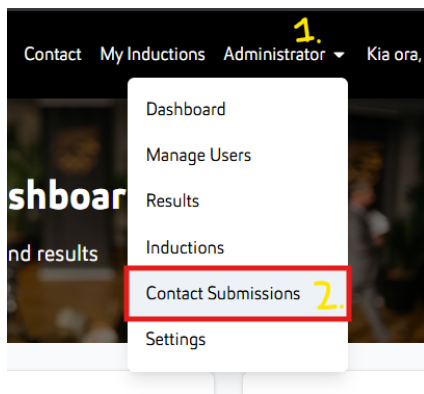 1.
Contact My Inductions Administrator Kia ora,
Dashboard
Manage Users
shboar
Results
nd results
Inductions
Contact Submissions 2.
Settings